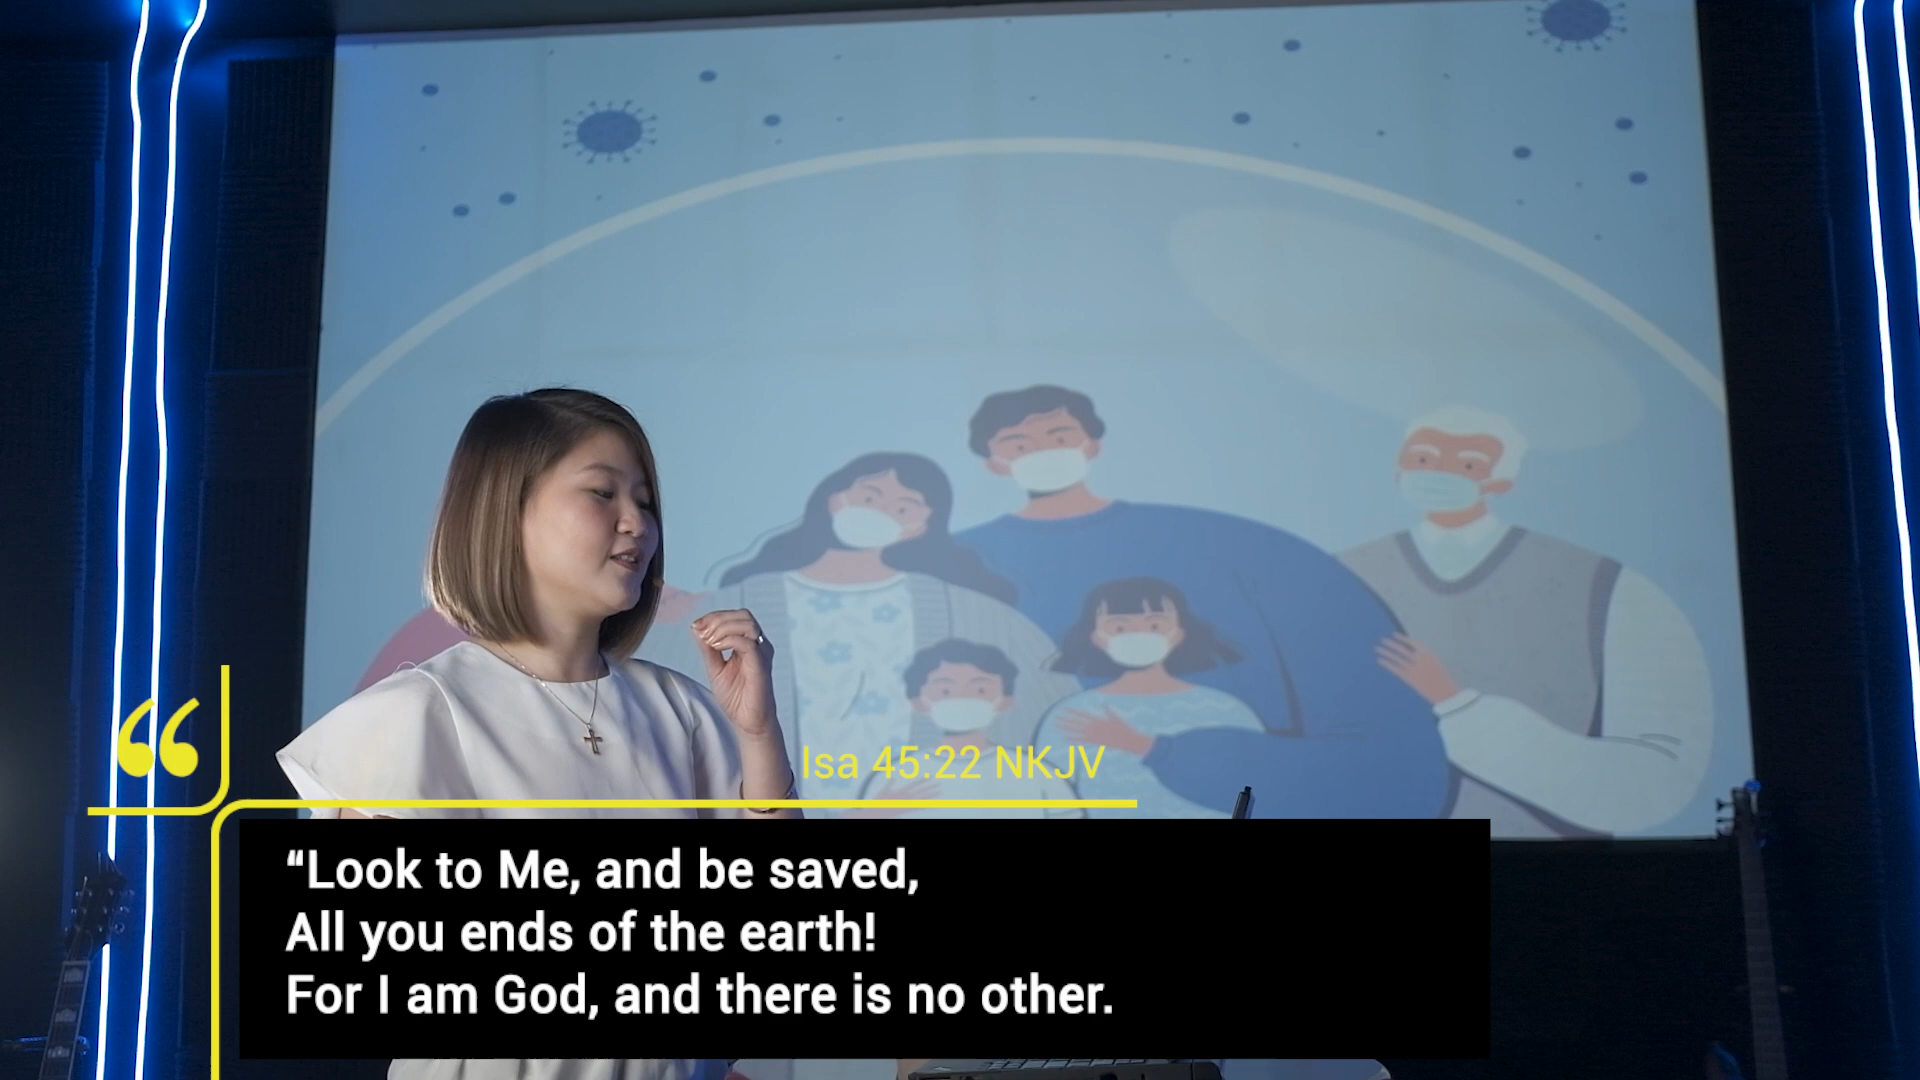 Isa 45:22 NKJV
“Look to Me, and be saved,
All you ends of the earth!
For I am God, and there is no other.